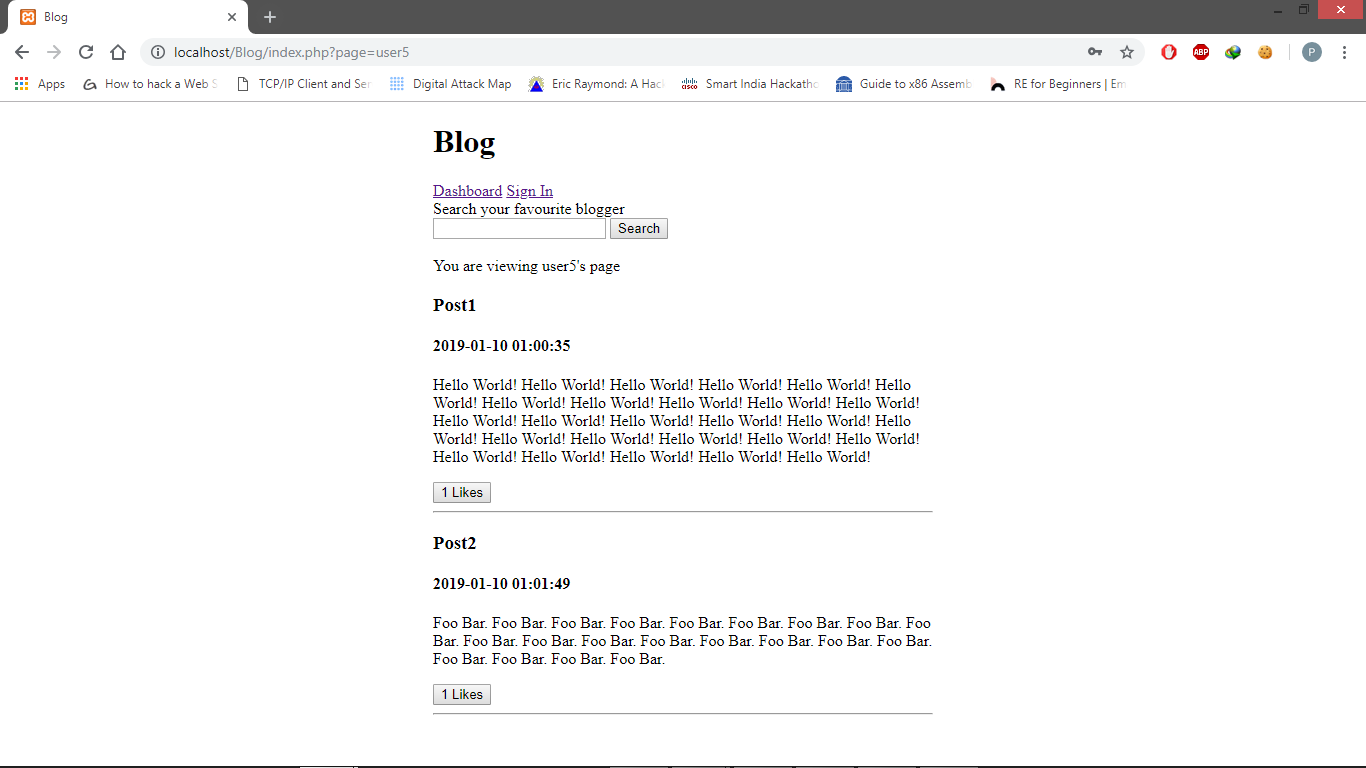 Blog
localhost/Blog/index.php?page=user5
ABP
P
Apps
How to hack a Web S
TCP/IP Client and Ser
Digital Attack Map
Eric Raymond: A Hac
cisco
Smart India Hackatho
Guide to x86 Assemb
RE for Beginners | Em
Blog
Dashboard Sign In
Search your favourite blogger
Search
You are viewing user5's page
Post1
2019-01-10 01:00:35
Hello World! Hello World! Hello World! Hello World! Hello World! Hello
World! Hello World! Hello World! Hello World! Hello World! Hello World!
Hello World! Hello World! Hello World! Hello World! Hello World! Hello
World! Hello World! Hello World! Hello World! Hello World! Hello World!
Hello World! Hello World! Hello World! Hello World! Hello World!
1 Likes
Post2
2019-01-10 01:01:49
Foo Bar. Foo Bar. Foo Bar. Foo Bar. Foo Bar. Foo Bar. Foo Bar. Foo Bar. Foo
Bar. Foo Bar. Foo Bar. Foo Bar. Foo Bar. Foo Bar. Foo Bar. Foo Bar. Foo Bar.
Foo Bar. Foo Bar. Foo Bar. Foo Bar.
1 Likes